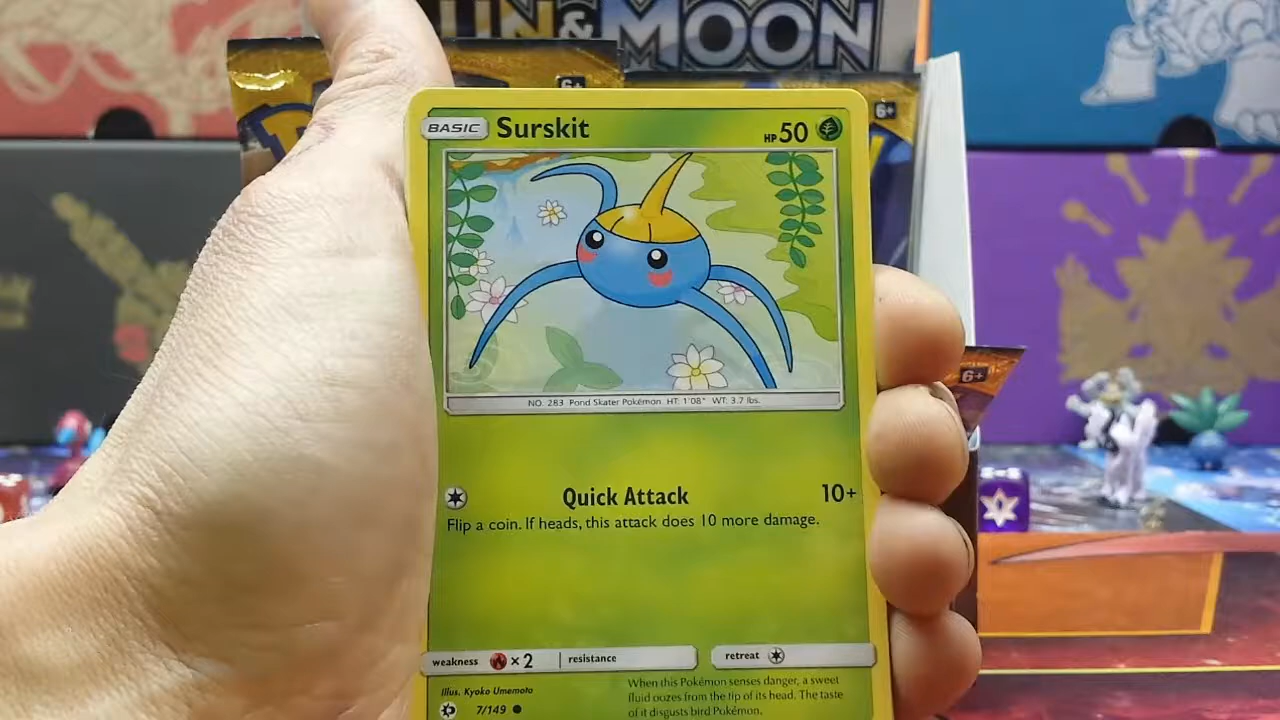 UN & MOON
6+
6+
BASIC Surskit HP 50
NO. 283 Pond Skater Pokémon HT: 1'08" WT: 3.7 lbs.
Quick Attack 10+
Flip a coin. If heads, this attack does 10 more damage.
weakness ×2 resistance retreat
Illus. Kyoko Umemoto
7/149
When this Pokémon senses danger, a sweet
fluid oozes from the tip of its head. The taste
of it disgusts bird Pokémon.
6+